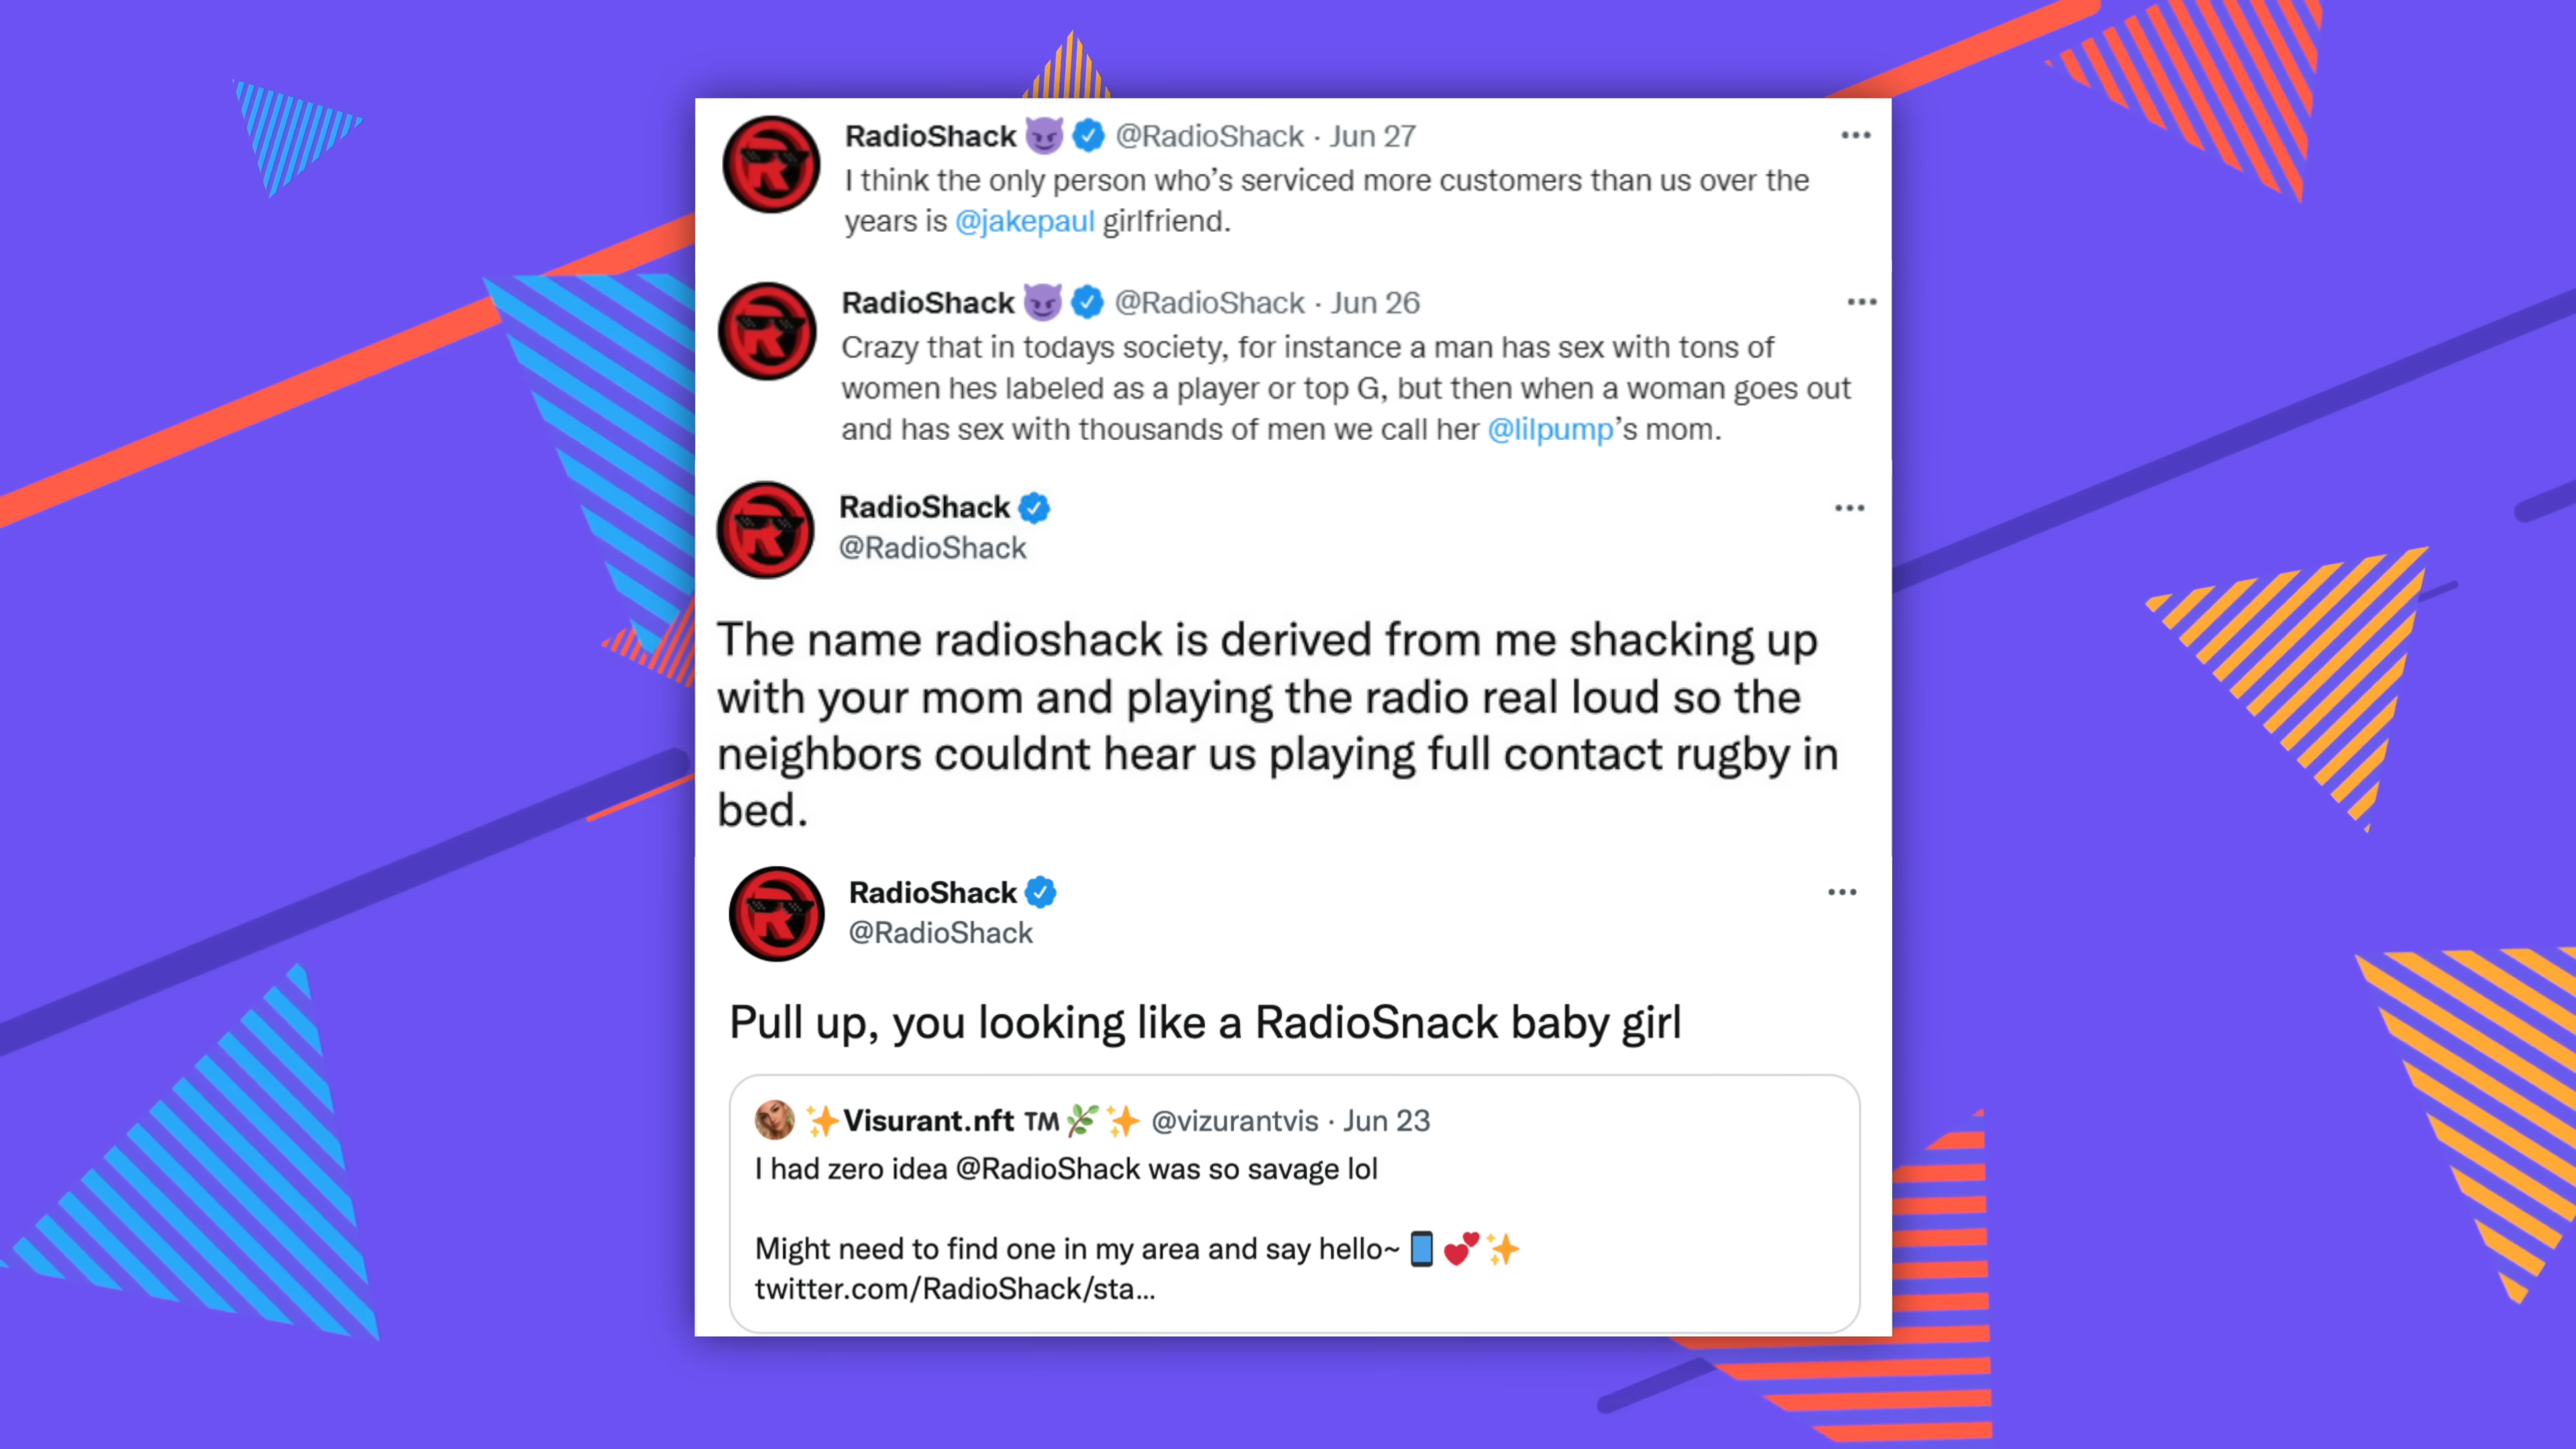 RadioShack 😈 @RadioShack · Jun 27
I think the only person who’s serviced more customers than us over the
years is @jakepaul girlfriend.
RadioShack 😈 @RadioShack · Jun 26
Crazy that in todays society, for instance a man has sex with tons of
women hes labeled as a player or top G, but then when a woman goes out
and has sex with thousands of men we call her @lilpump’s mom.
RadioShack
@RadioShack
The name radioshack is derived from me shacking up
with your mom and playing the radio real loud so the
neighbors couldnt hear us playing full contact rugby in
bed.
RadioShack
@RadioShack
Pull up, you looking like a RadioSnack baby girl
✨Visurant.nft ™🌿✨ @vizurantvis · Jun 23
I had zero idea @RadioShack was so savage lol
Might need to find one in my area and say hello~ 📱💕✨
twitter.com/RadioShack/sta…